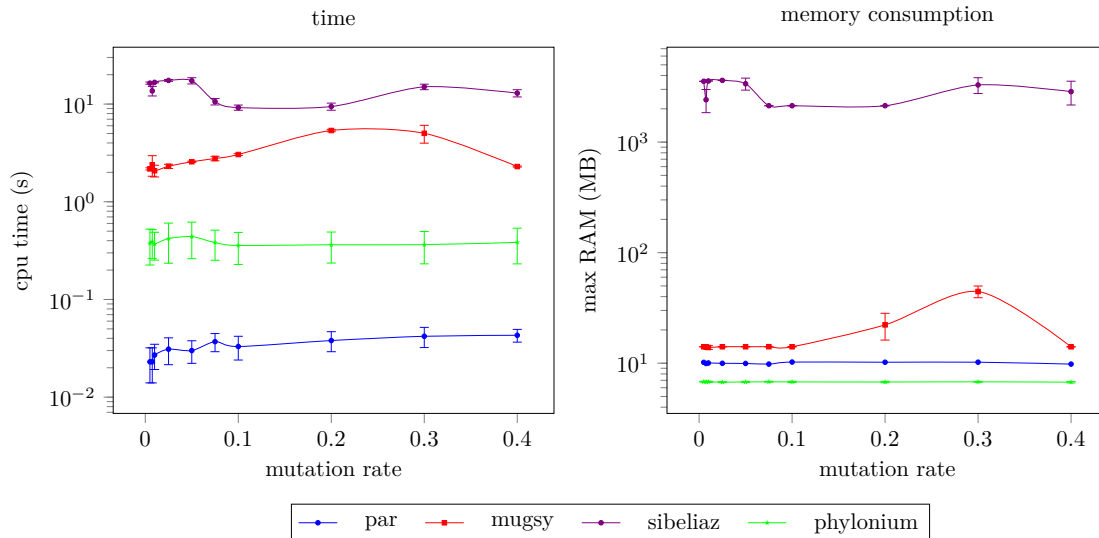 time
memory consumption
10^1
10^0
10^−1
10^−2
cpu time (s)
0 0.1 0.2 0.3 0.4
mutation rate
10^3
10^2
10^1
max RAM (MB)
0 0.1 0.2 0.3 0.4
mutation rate
par mugsy sibeliaz phylonium